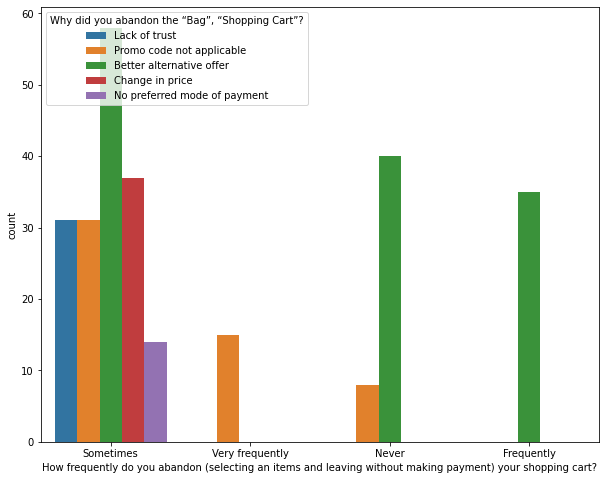 Why did you abandon the “Bag”, “Shopping Cart”?
Lack of trust
Promo code not applicable
Better alternative offer
Change in price
No preferred mode of payment
60
50
40
30
20
10
0
count
Sometimes Very frequently Never Frequently
How frequently do you abandon (selecting an items and leaving without making payment) your shopping cart?